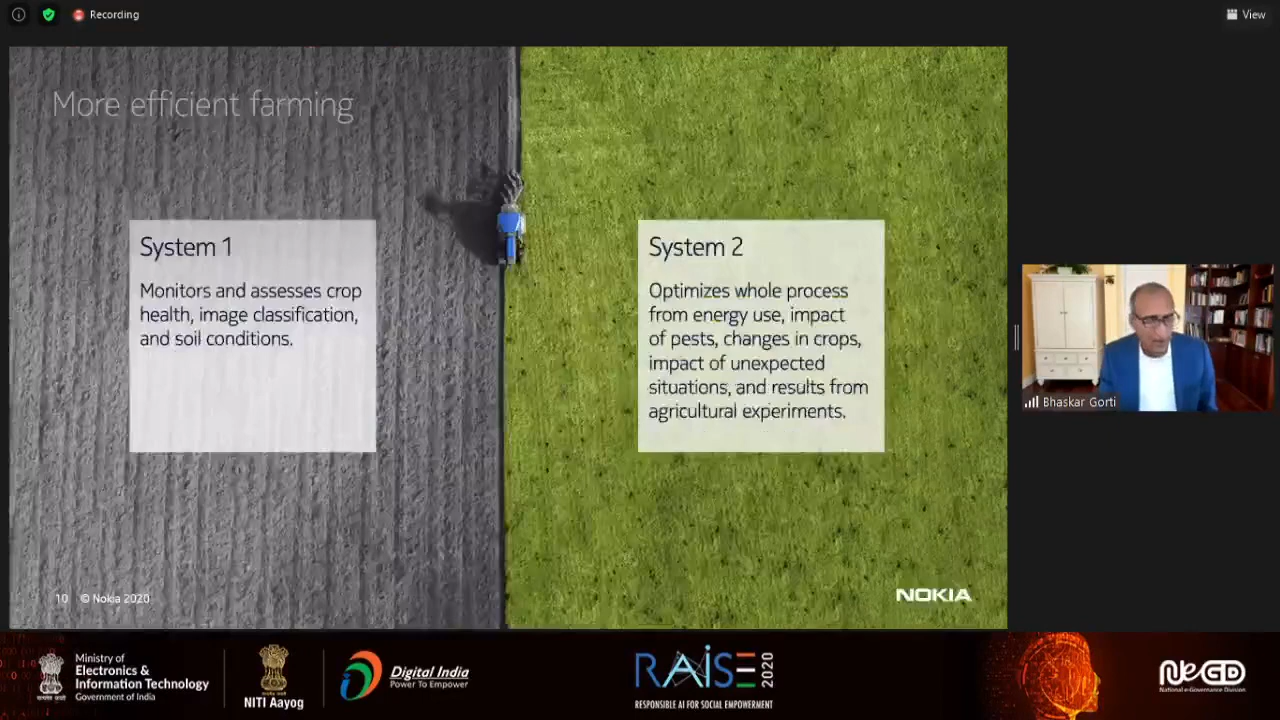 Recording
View
More efficient farming
System 1
Monitors and assesses crop
health, image classification,
and soil conditions.
System 2
Optimizes whole process
from energy use, impact
of pests, changes in crops,
impact of unexpected
situations, and results from
agricultural experiments.
10 © Nokia 2020
NOKIA
Bhaskar Gorti
Ministry of
Electronics &
Information Technology
Government of India
NITI Aayog
Digital India
Power To Empower
RAISE 2020
RESPONSIBLE AI FOR SOCIAL EMPOWERMENT
NeGD
National e-Governance Division